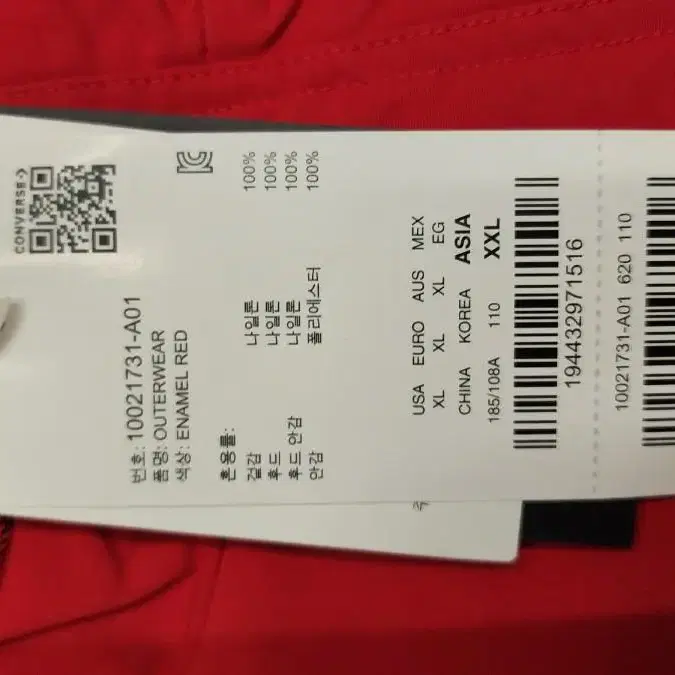 CONVERSE
번호: 10021731-A01
품명: OUTERWEAR
색상: ENAMEL RED
혼용률:
겉감 나일론 100%
후드 나일론 100%
후드 안감 나일론 100%
안감 폴리에스터 100%
USA EURO AUS MEX
XL XL XL EG
CHINA KOREA ASIA
185/108A 110 XXL
194432971516
10021731-A01 620 110